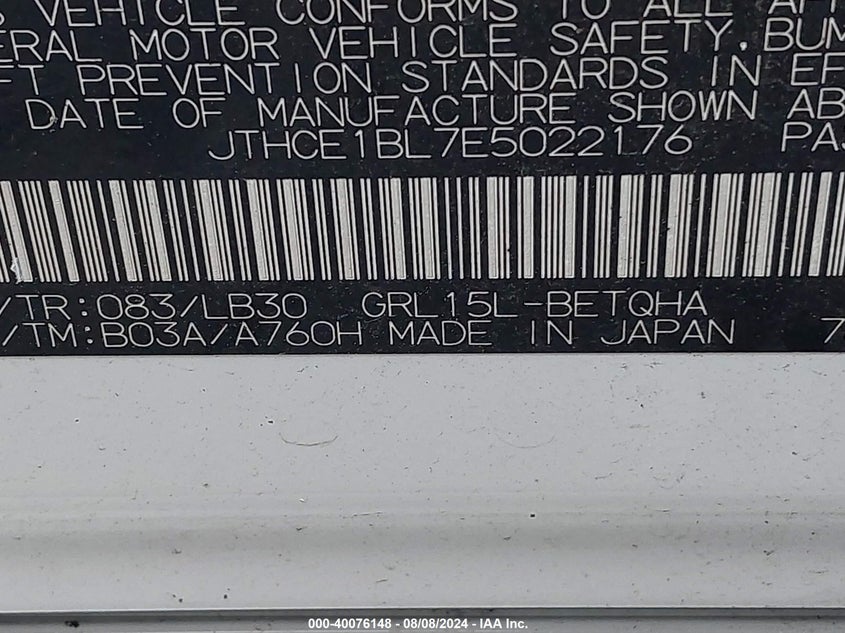 S VEHICLE CONFORMS TO ALL
ERAL MOTOR VEHICLE SAFETY, BUM
FT PREVENTION STANDARDS IN EF
DATE OF MANUFACTURE SHOWN AB
JTHCE1BL7E5022176 PA
/TR:083/LB30 GRL15L-BETQHA
/TM:B03A/A760H MADE IN JAPAN 7
000-40076148 - 08/08/2024 - IAA Inc.